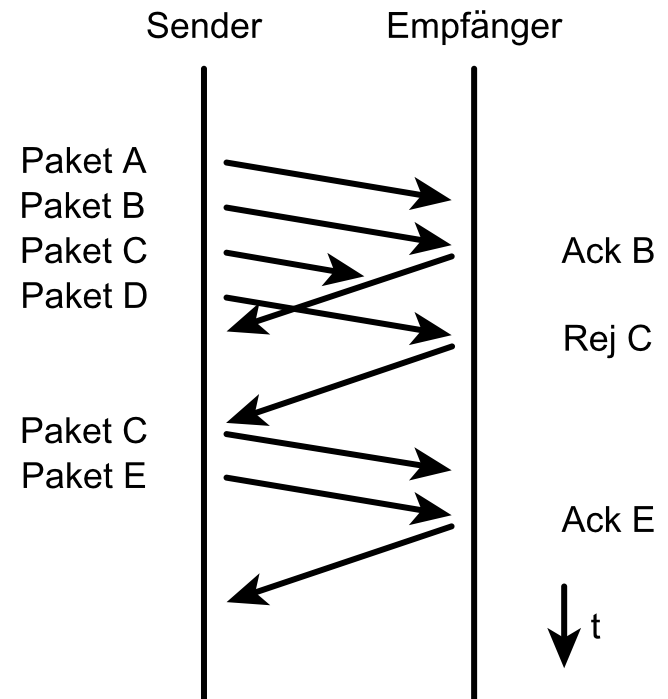 Sender Empfänger
Paket A
Paket B
Paket C Ack B
Paket D
Rej C
Paket C
Paket E
Ack E
t